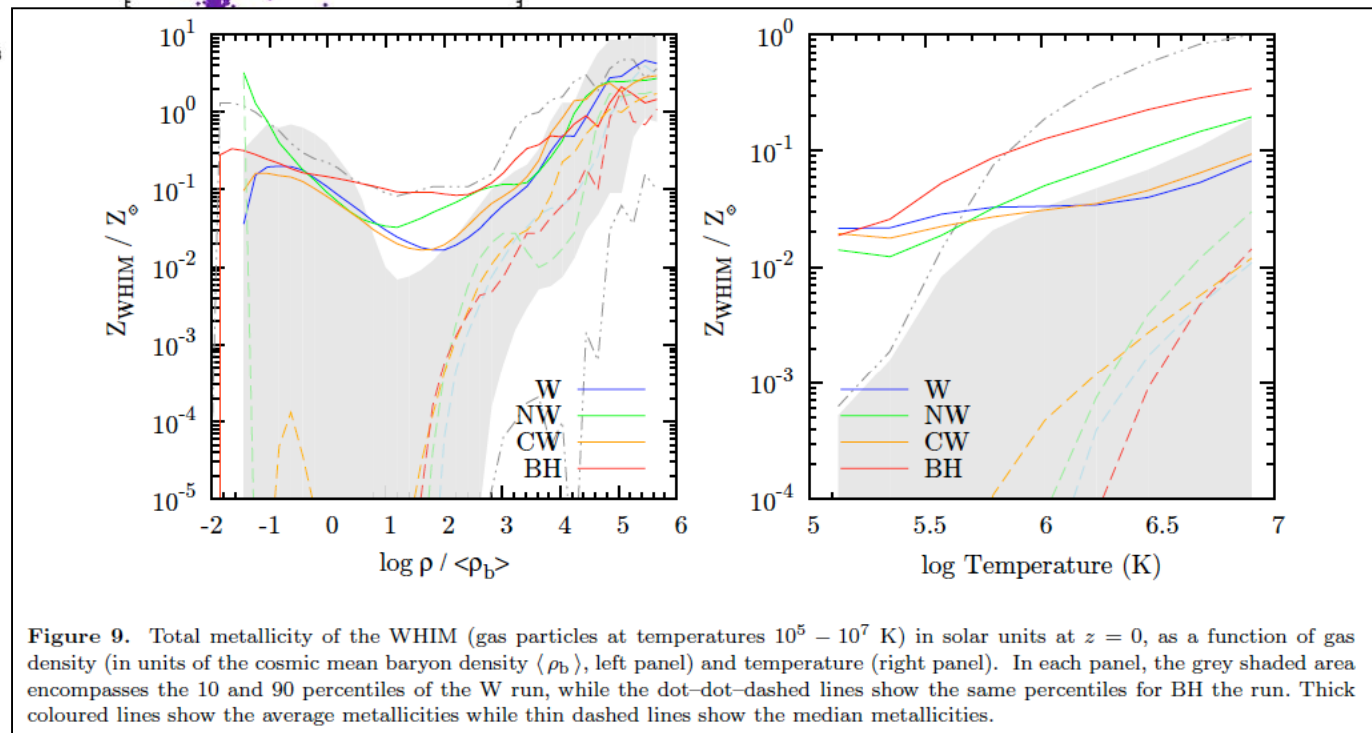 10^1
10^0
10^-1
10^-2
10^-3
10^-4
10^-5
Z_WHIM / Z_⊙
W
NW
CW
BH
-2 -1 0 1 2 3 4 5 6
log ρ / <ρ_b>
10^0
10^-1
10^-2
10^-3
10^-4
Z_WHIM / Z_⊙
W
NW
CW
BH
5 5.5 6 6.5 7
log Temperature (K)
Figure 9. Total metallicity of the WHIM (gas particles at temperatures 10^5 − 10^7 K) in solar units at z = 0, as a function of gas
density (in units of the cosmic mean baryon density ⟨ρ_b⟩, left panel) and temperature (right panel). In each panel, the grey shaded area
encompasses the 10 and 90 percentiles of the W run, while the dot–dot–dashed lines show the same percentiles for BH the run. Thick
coloured lines show the average metallicities while thin dashed lines show the median metallicities.